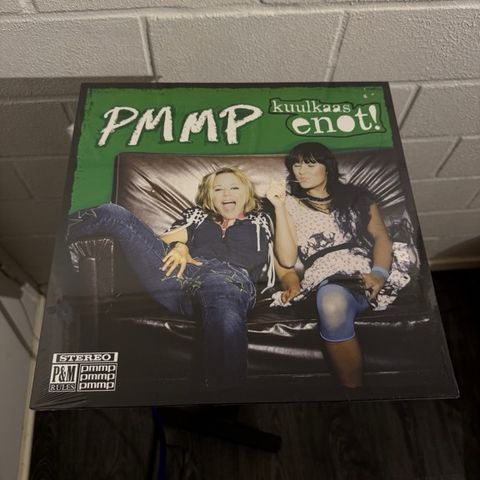 PMMP
kuulkaas
enot!
STEREO
P&M
RULES
pmmp
pmmp
pmmp